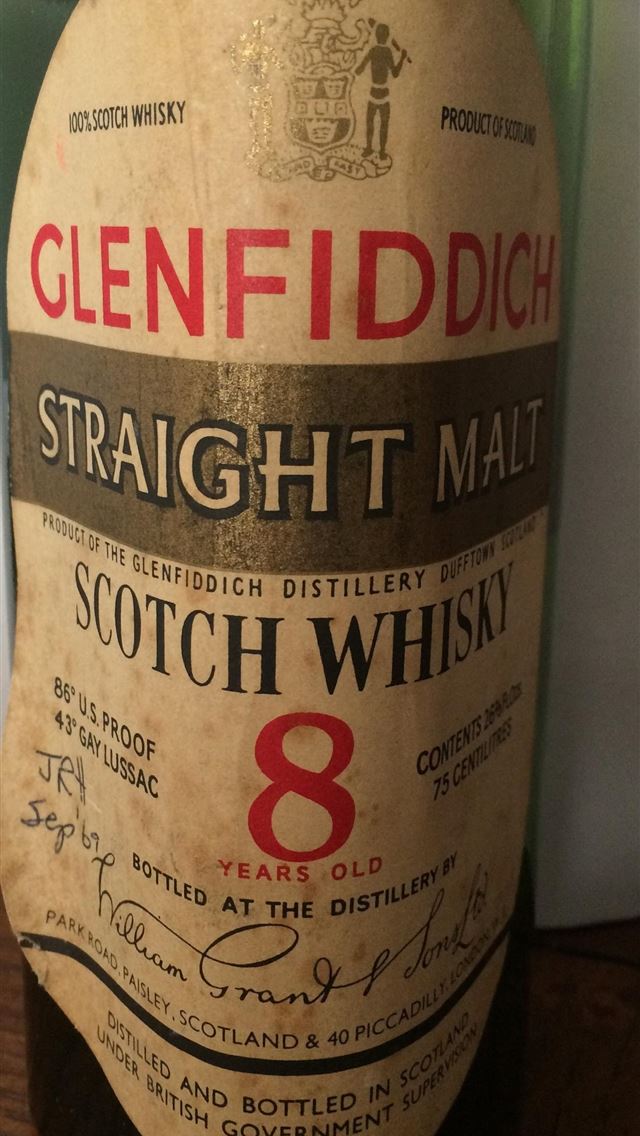 100% SCOTCH WHISKY
PRODUCT OF SCOTLAND
STAND FAST
GLENFIDDICH
STRAIGHT MALT
PRODUCT OF THE GLENFIDDICH DISTILLERY DUFFTOWN SCOTLAND
SCOTCH WHISKY
86° U.S. PROOF
43° GAY LUSSAC
CONTENTS
75 CENTILITRES
JRH
Sep '69
8
YEARS OLD
BOTTLED AT THE DISTILLERY BY
William Grant & Sons Ltd
PARK ROAD, PAISLEY, SCOTLAND & 40 PICCADILLY, LONDON,
DISTILLED AND BOTTLED IN SCOTLAND
UNDER BRITISH GOVERNMENT SUPERVISION